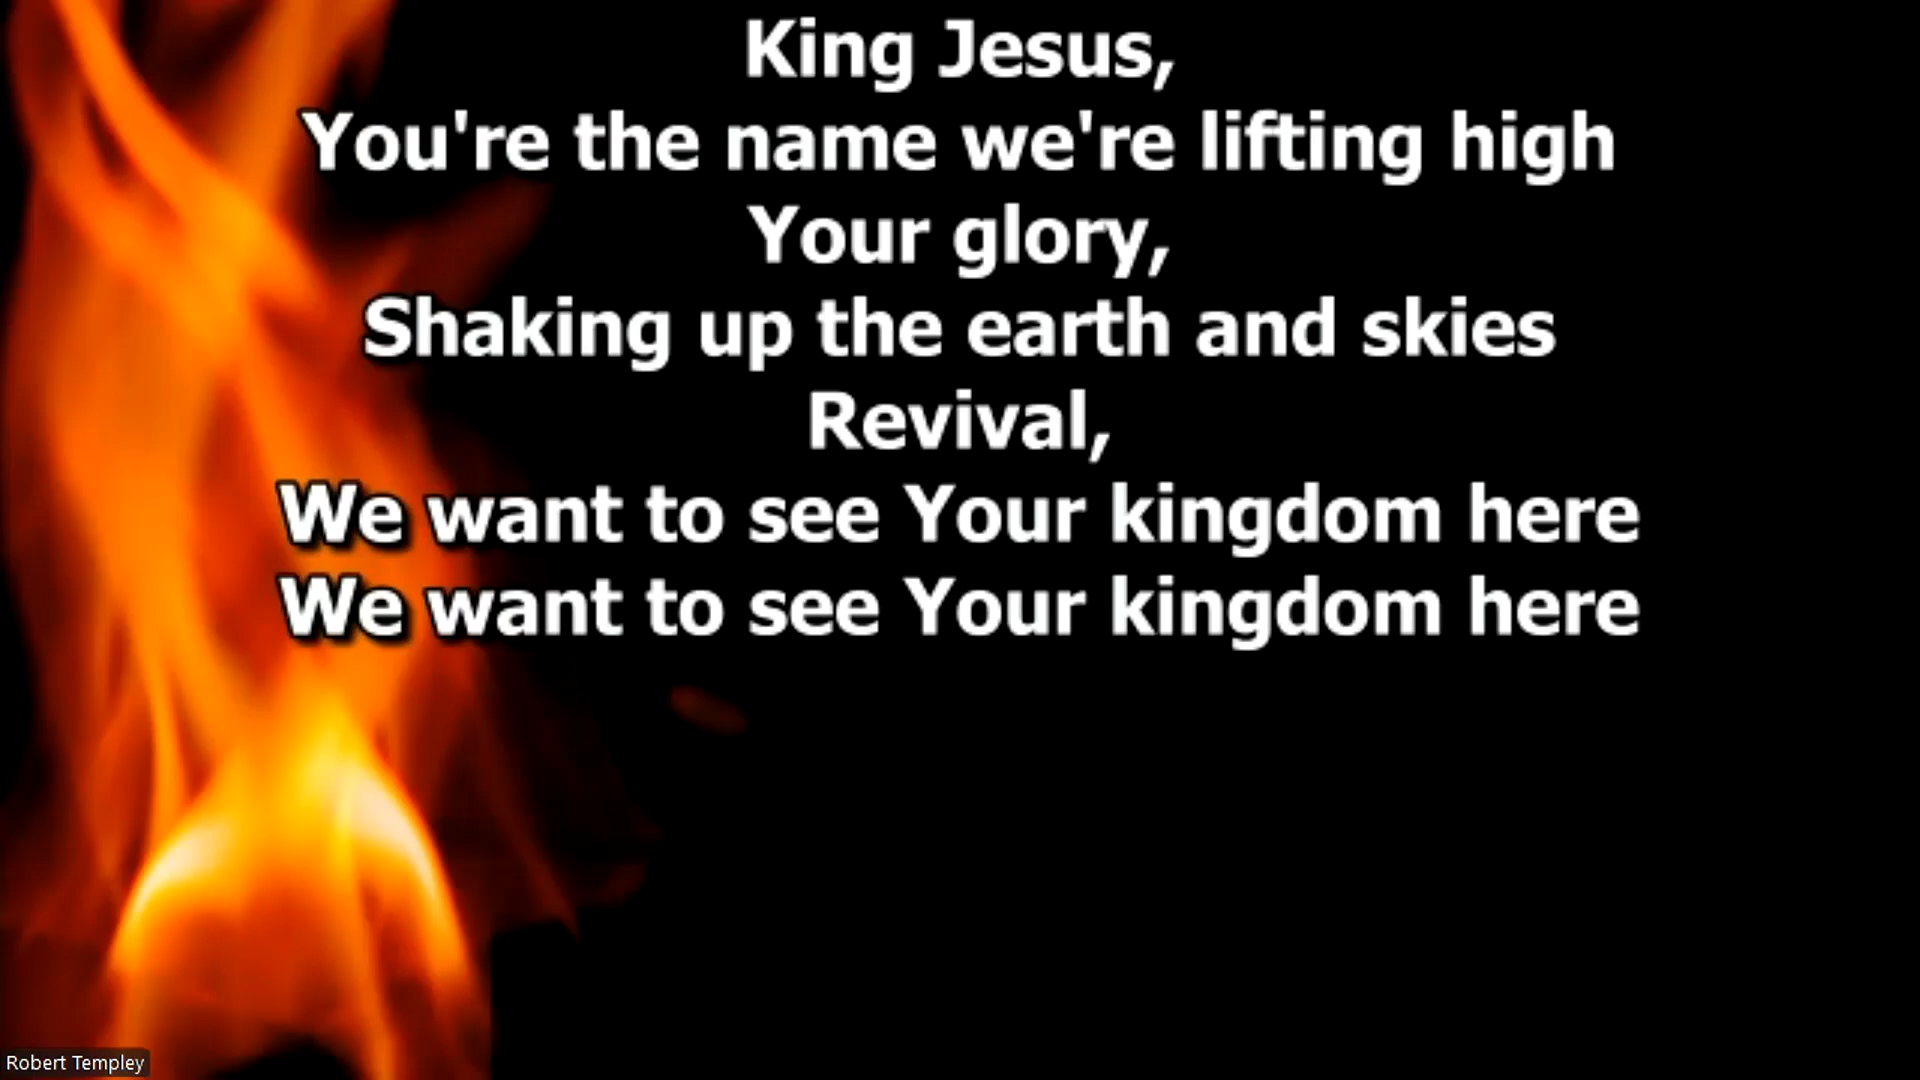 King Jesus,
You're the name we're lifting high
Your glory,
Shaking up the earth and skies
Revival,
We want to see Your kingdom here
We want to see Your kingdom here
Robert Templey